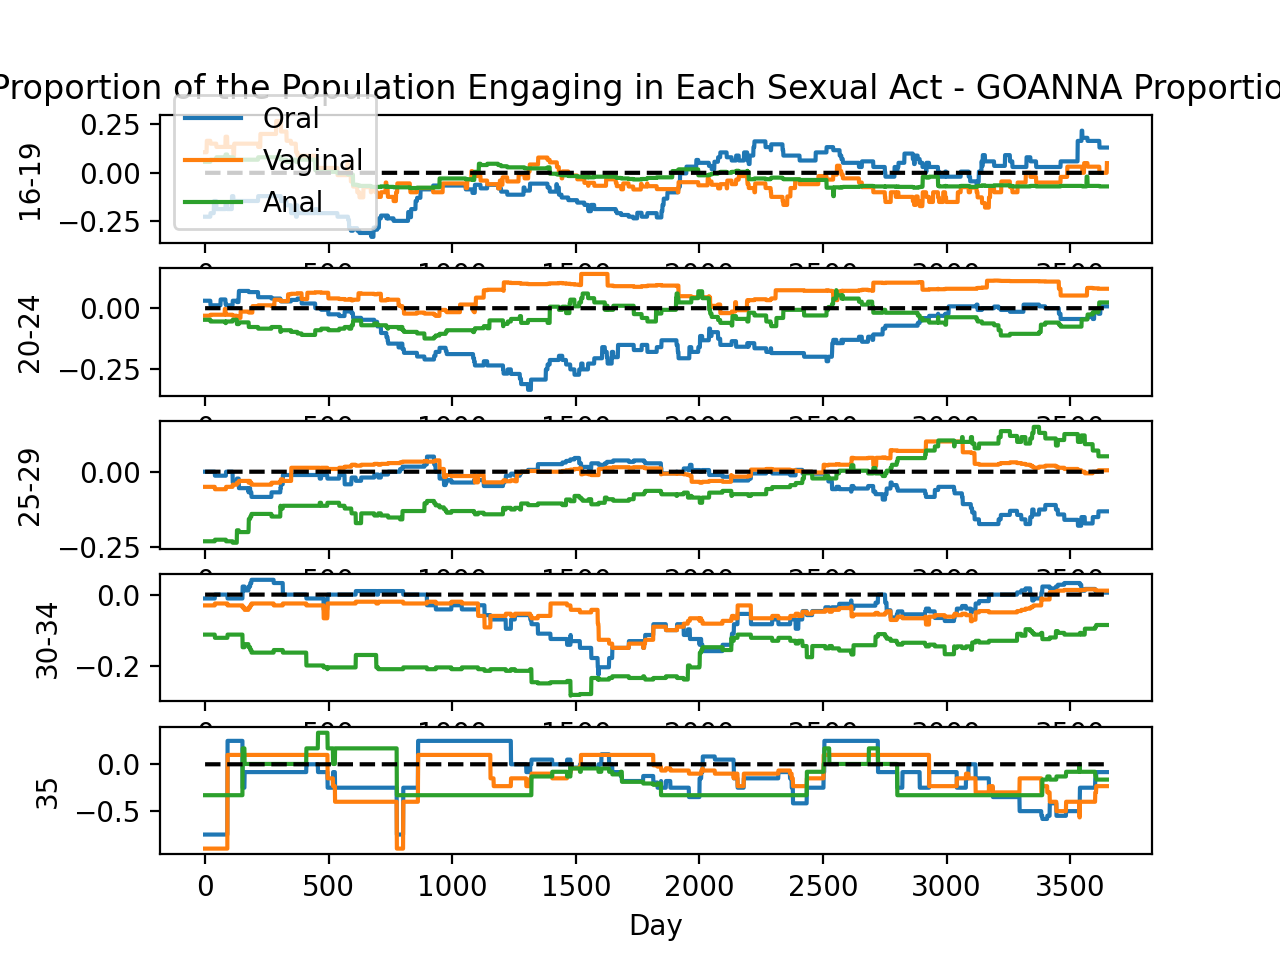 Proportion of the Population Engaging in Each Sexual Act - GOANNA Proportio
Oral
Vaginal
Anal
16-19
0.25
0.00
−0.25
20-24
0.00
−0.25
25-29
0.00
−0.25
30-34
0.0
−0.2
35
0.0
−0.5
0 500 1000 1500 2000 2500 3000 3500
Day